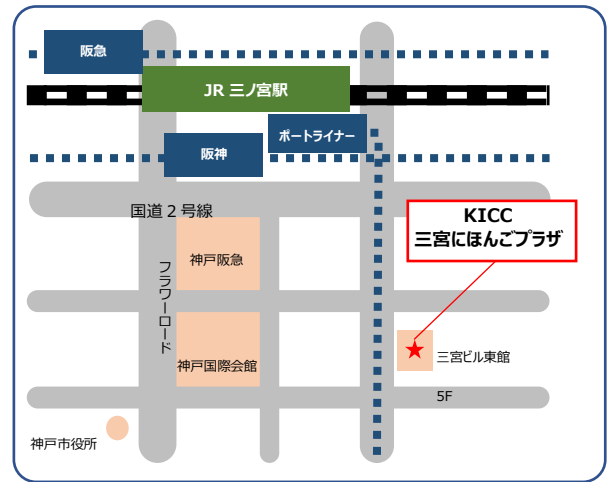 阪急
JR 三ノ宮駅
ポートライナー
阪神
国道２号線
KICC
三宮にほんごプラザ
神戸阪急
フラワーロード
神戸国際会館
三宮ビル東館
5F
神戸市役所